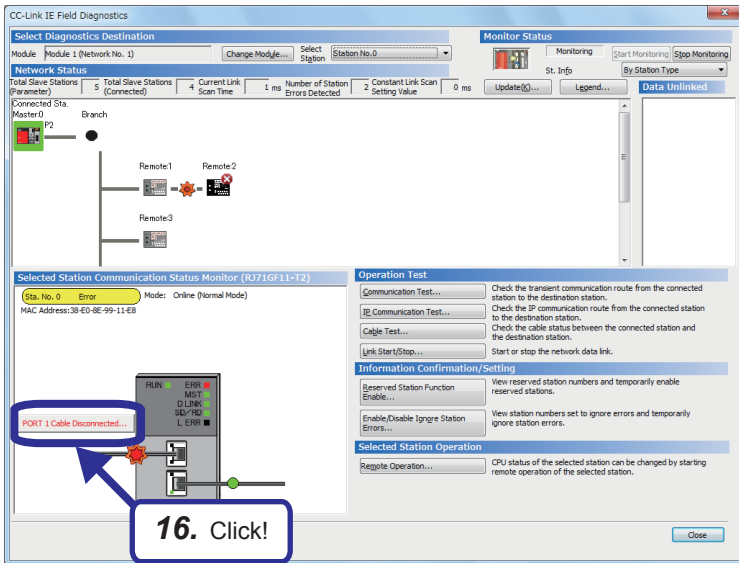 CC-Link IE Field Diagnostics
Select Diagnostics Destination
Module Module 1 (Network No. 1) Change Module... Select Station Station No.0
Monitor Status
Monitoring Start Monitoring Stop Monitoring
St. Info By Station Type
Update(K)... Legend...
Network Status
Total Slave Stations (Parameter) 5 Total Slave Stations (Connected) 4 Current Link Scan Time 1 ms Number of Station Errors Detected 2 Constant Link Scan Setting Value 0 ms
Data Unlinked
Connected Sta.
Master:0 Branch
P2
Remote:1 Remote:2
Remote:3
Selected Station Communication Status Monitor (RJ71GF11-T2)
Sta. No. 0 Error Mode: Online (Normal Mode)
MAC Address:38-E0-8E-99-11-E8
RUN ERR
MST
D LINK
SD/RD
L ERR
PORT 1 Cable Disconnected...
16. Click!
Operation Test
Communication Test... Check the transient communication route from the connected
station to the destination station.
IP Communication Test... Check the IP communication route from the connected station
to the destination station.
Cable Test... Check the cable status between the connected station and
the destination station.
Link Start/Stop... Start or stop the network data link.
Information Confirmation/Setting
Reserved Station Function Enable... View reserved station numbers and temporarily enable
reserved stations.
Enable/Disable Ignore Station Errors... View station numbers set to ignore errors and temporarily
ignore station errors.
Selected Station Operation
Remote Operation... CPU status of the selected station can be changed by starting
remote operation of the selected station.
Close